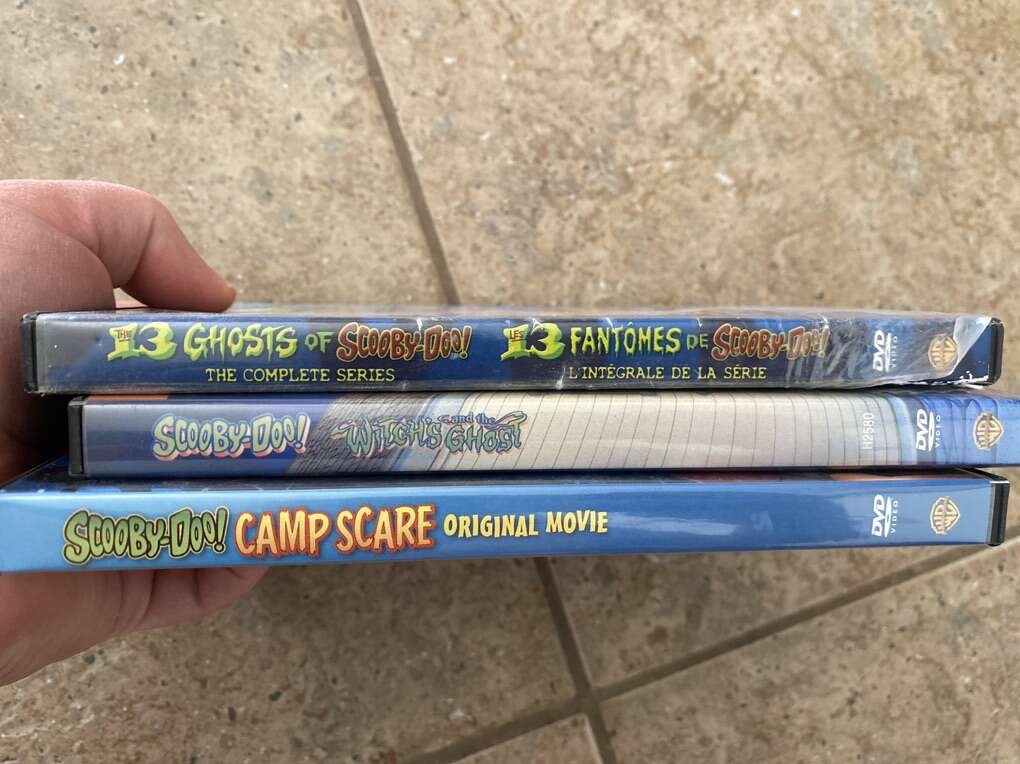 THE 13 GHOSTS OF SCOOBY-DOO! LES 13 FANTÔMES DE SCOOBY-DOO! DVD VIDEO
THE COMPLETE SERIES L'INTÉGRALE DE LA SÉRIE
SCOOBY-DOO! and the WITCH'S GHOST H2580 DVD VIDEO
SCOOBY-DOO! CAMP SCARE ORIGINAL MOVIE DVD VIDEO